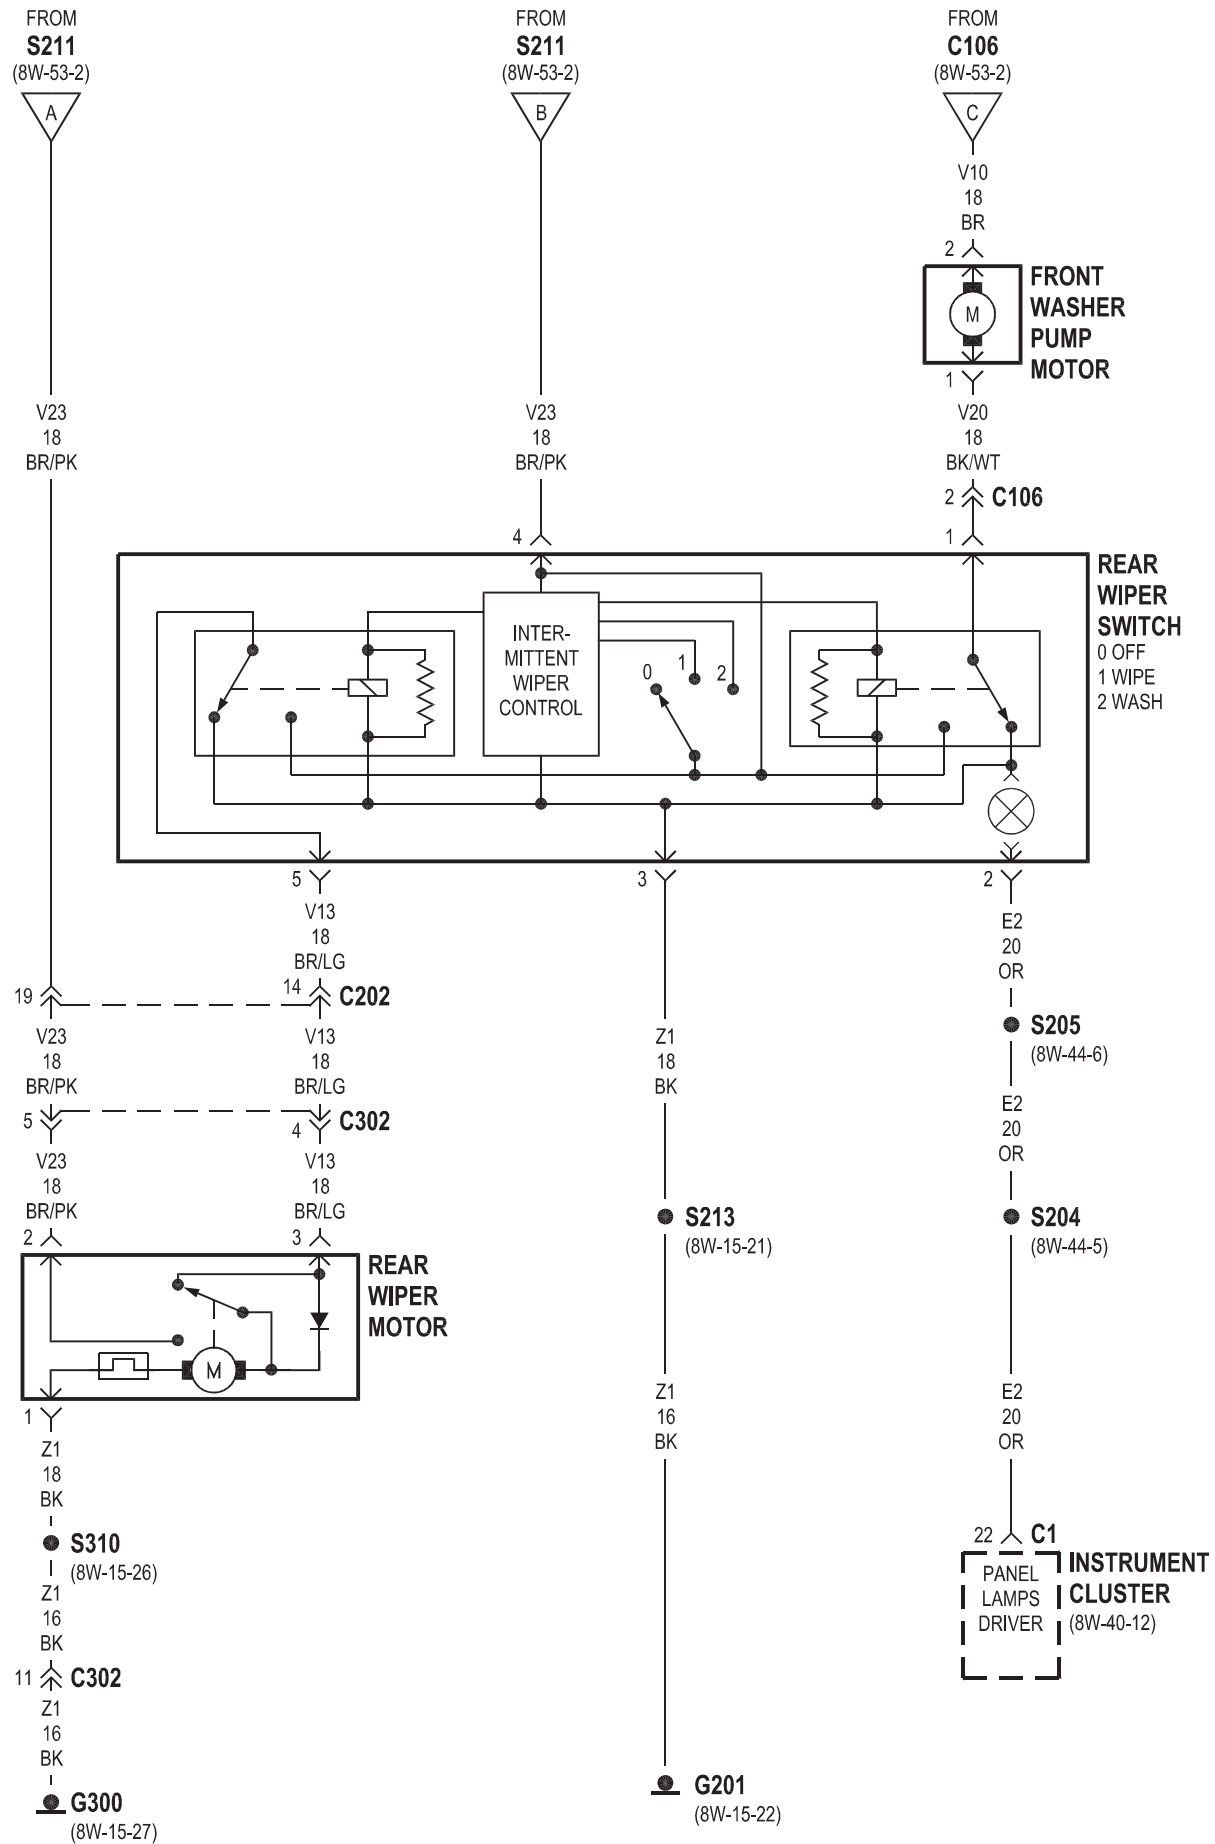 FROM
S211
(8W-53-2)
A
FROM
S211
(8W-53-2)
B
FROM
C106
(8W-53-2)
C
V10
18
BR
2
M
FRONT
WASHER
PUMP
MOTOR
1
V23
18
BR/PK
V23
18
BR/PK
V20
18
BK/WT
2
C106
4
1
REAR
WIPER
SWITCH
0 OFF
1 WIPE
2 WASH
INTER-
MITTENT
WIPER
CONTROL
0
1
2
5
3
2
V13
18
BR/LG
E2
20
OR
19
14
C202
V23
18
BR/PK
V13
18
BR/LG
Z1
18
BK
S205
(8W-44-6)
5
4
C302
E2
20
OR
V23
18
BR/PK
V13
18
BR/LG
S213
(8W-15-21)
S204
(8W-44-5)
2
3
REAR
WIPER
MOTOR
M
1
Z1
18
BK
Z1
16
BK
E2
20
OR
S310
(8W-15-26)
22
C1
PANEL
LAMPS
DRIVER
INSTRUMENT
CLUSTER
(8W-40-12)
Z1
16
BK
11
C302
Z1
16
BK
G300
(8W-15-27)
G201
(8W-15-22)